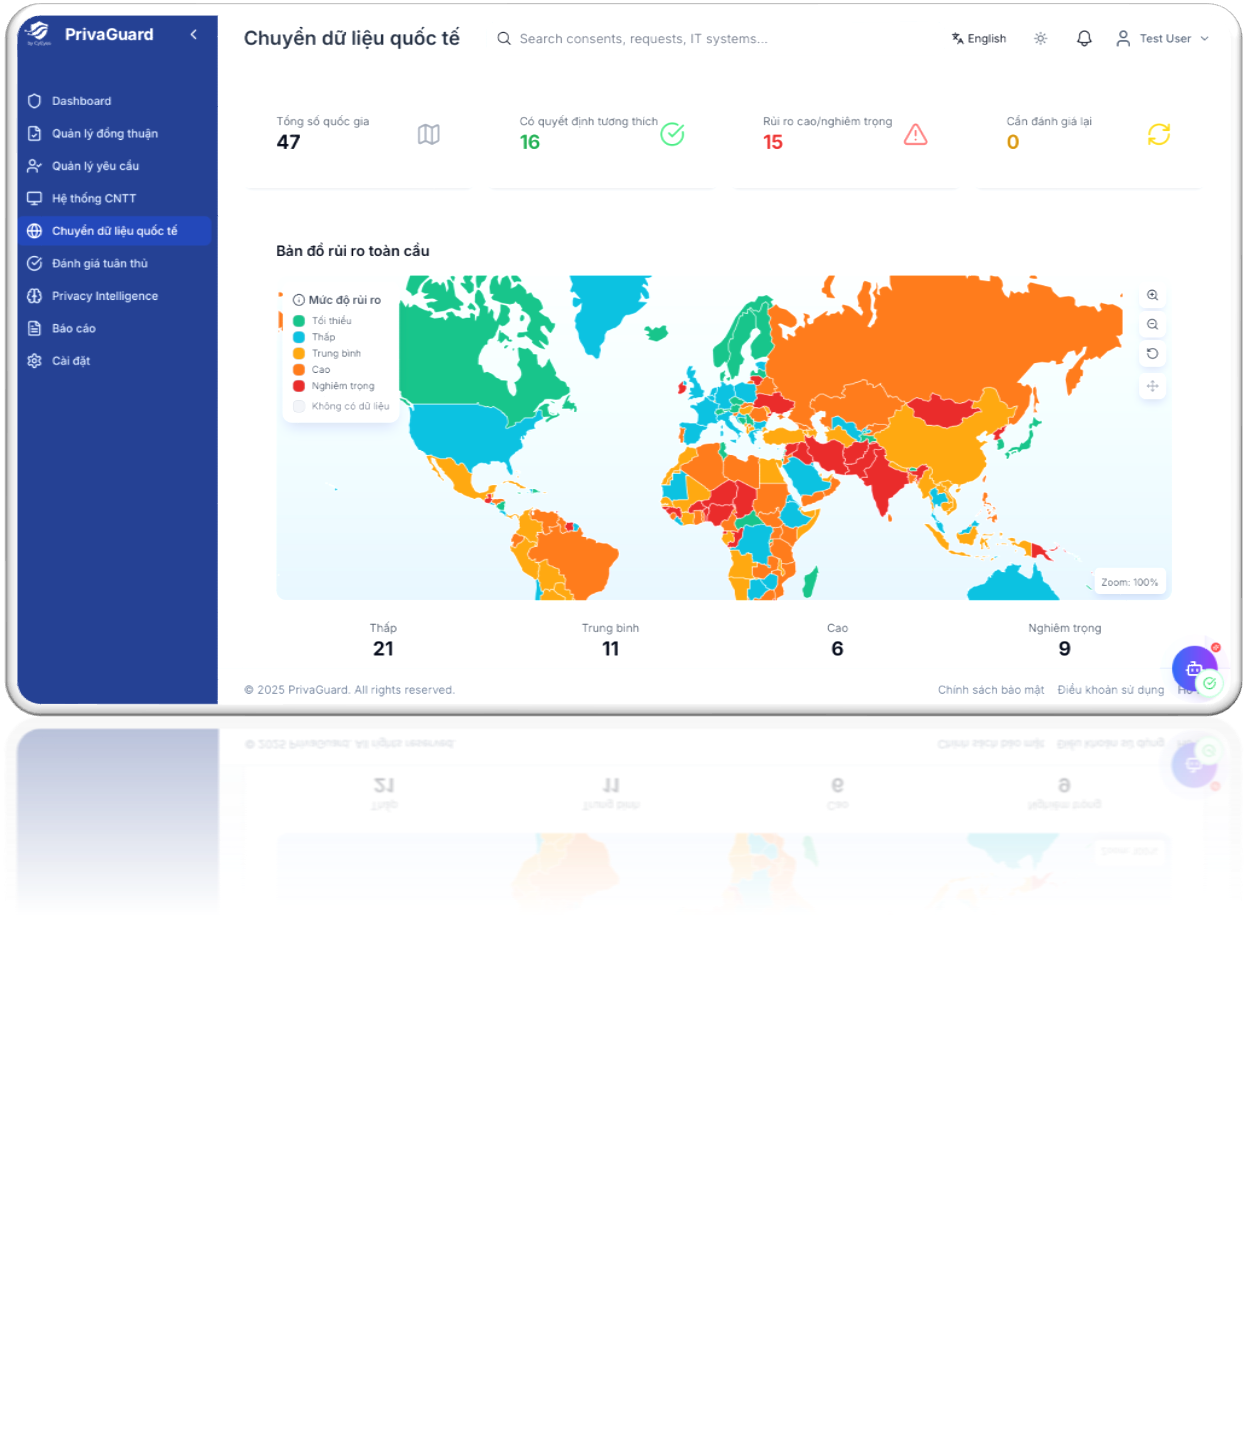 PrivaGuard
by CyEyes
Dashboard
Quản lý đồng thuận
Quản lý yêu cầu
Hệ thống CNTT
Chuyển dữ liệu quốc tế
Đánh giá tuân thủ
Privacy Intelligence
Báo cáo
Cài đặt
Chuyển dữ liệu quốc tế
Search consents, requests, IT systems...
English
Test User
Tổng số quốc gia
47
Có quyết định tương thích
16
Rủi ro cao/nghiêm trọng
15
Cần đánh giá lại
0
Bản đồ rủi ro toàn cầu
Mức độ rủi ro
Tối thiểu
Thấp
Trung bình
Cao
Nghiêm trọng
Không có dữ liệu
Zoom: 100%
Thấp
21
Trung bình
11
Cao
6
Nghiêm trọng
9
© 2025 PrivaGuard. All rights reserved.
Chính sách bảo mật
Điều khoản sử dụng